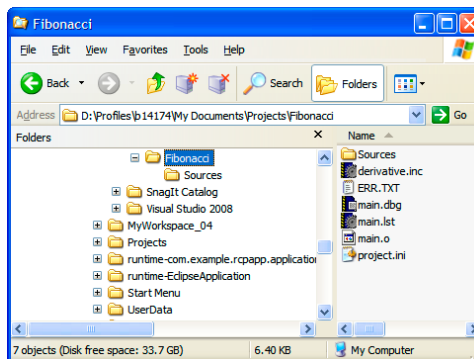 Fibonacci
File Edit View Favorites Tools Help
Back Search Folders
Address D:\Profiles\b14174\My Documents\Projects\Fibonacci Go
Folders x Name
Fibonacci
Sources
SnagIt Catalog
Visual Studio 2008
MyWorkspace_04
Projects
runtime-com.example.rcpapp.application
runtime-EclipseApplication
Start Menu
UserData
Sources
derivative.inc
ERR.TXT
main.dbg
main.lst
main.o
project.ini
7 objects (Disk free space: 33.7 GB) 6.40 KB My Computer